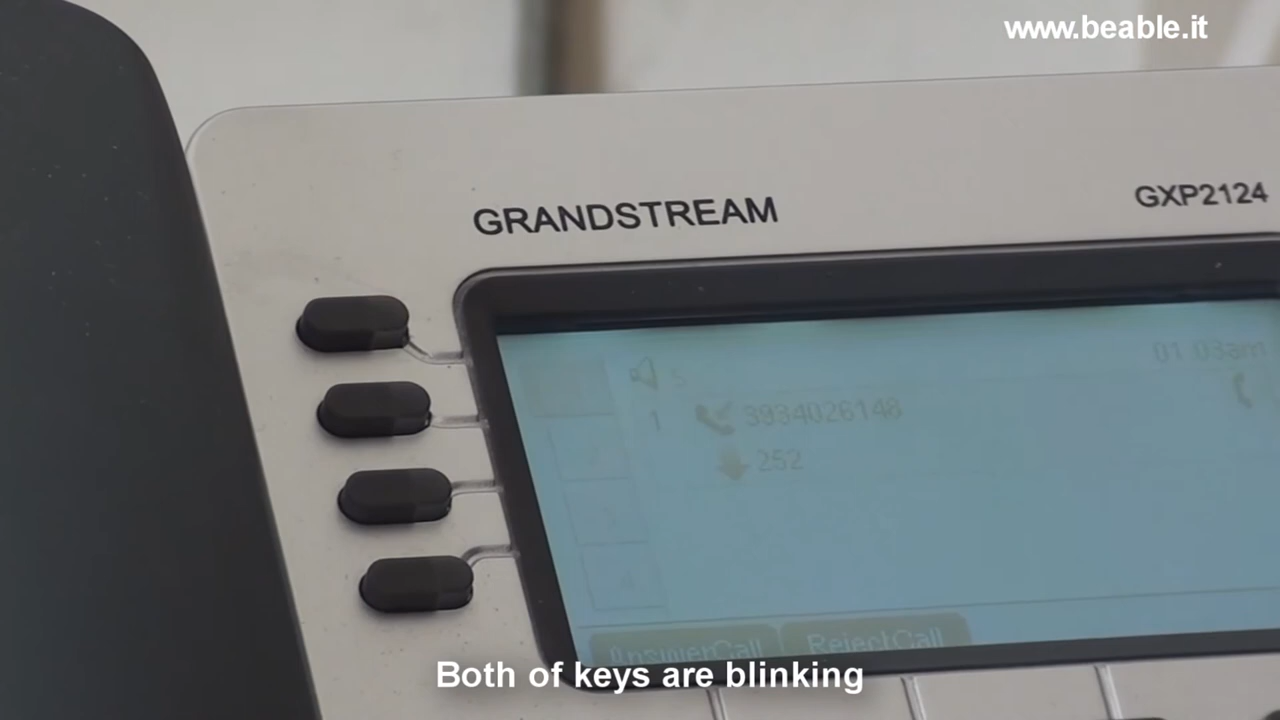 www.beable.it
GRANDSTREAM
GXP2124
01:03am
1 3934026148
252
AnswerCall RejectCall
Both of keys are blinking